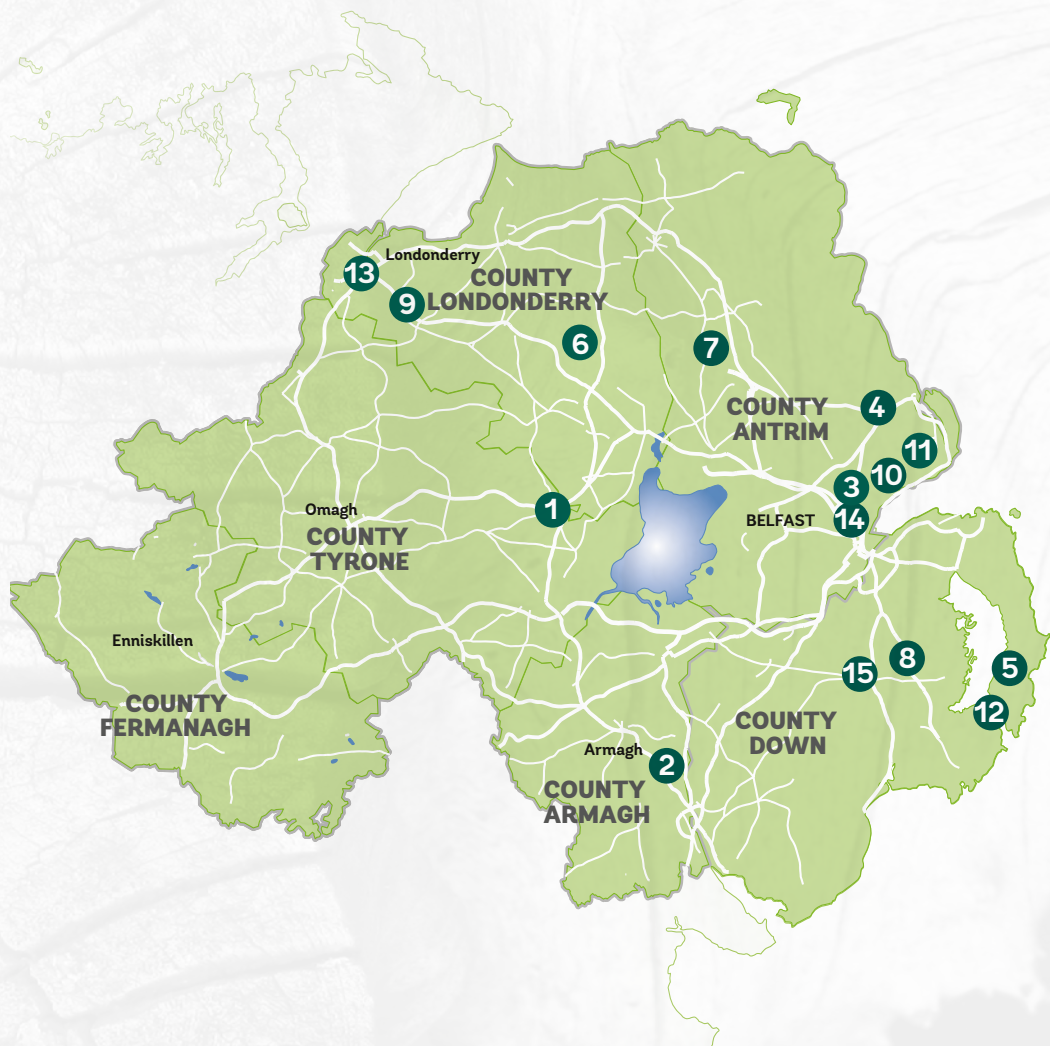 Londonderry
13
COUNTY
LONDONDERRY
9
6
7
COUNTY
ANTRIM
4
11
10
3
14
BELFAST
1
Omagh
COUNTY
TYRONE
Enniskillen
COUNTY
FERMANAGH
8
15
5
12
COUNTY
DOWN
Armagh
2
COUNTY
ARMAGH